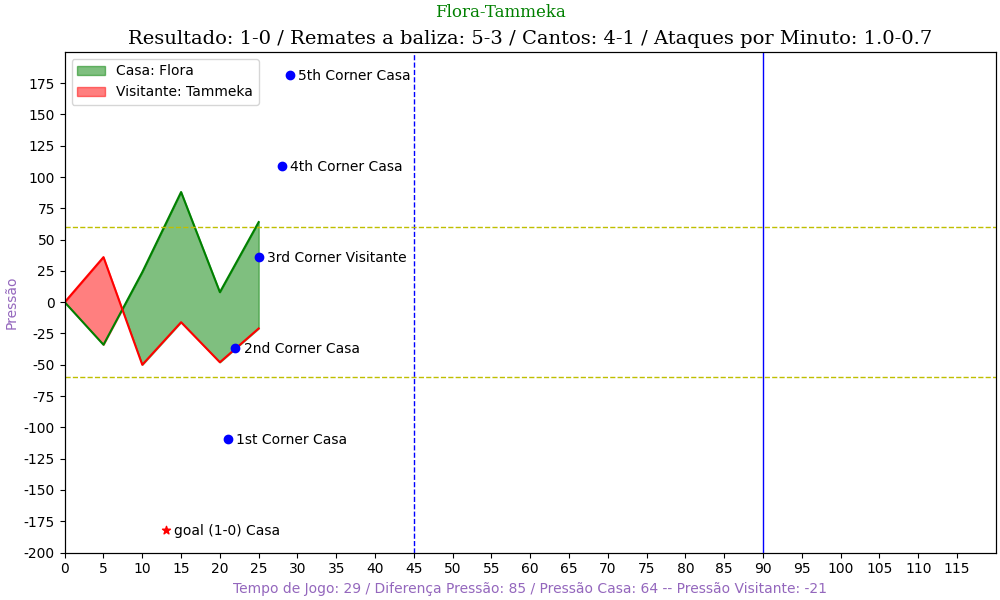 Flora-Tammeka
Resultado: 1-0 / Remates a baliza: 5-3 / Cantos: 4-1 / Ataques por Minuto: 1.0-0.7
Casa: Flora
Visitante: Tammeka
5th Corner Casa
4th Corner Casa
3rd Corner Visitante
2nd Corner Casa
1st Corner Casa
goal (1-0) Casa
Pressão
175
150
125
100
75
50
25
0
-25
-50
-75
-100
-125
-150
-175
-200
0 5 10 15 20 25 30 35 40 45 50 55 60 65 70 75 80 85 90 95 100 105 110 115
Tempo de Jogo: 29 / Diferença Pressão: 85 / Pressão Casa: 64 -- Pressão Visitante: -21